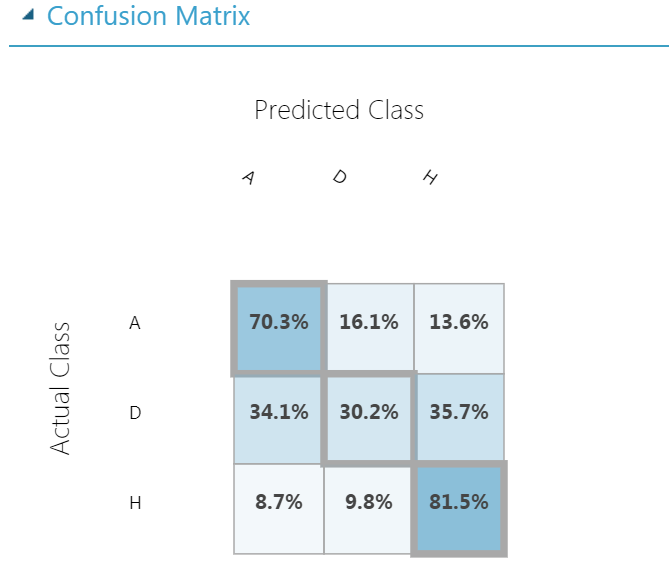 Confusion Matrix
Predicted Class
A D H
Actual Class
A 70.3% 16.1% 13.6%
D 34.1% 30.2% 35.7%
H 8.7% 9.8% 81.5%